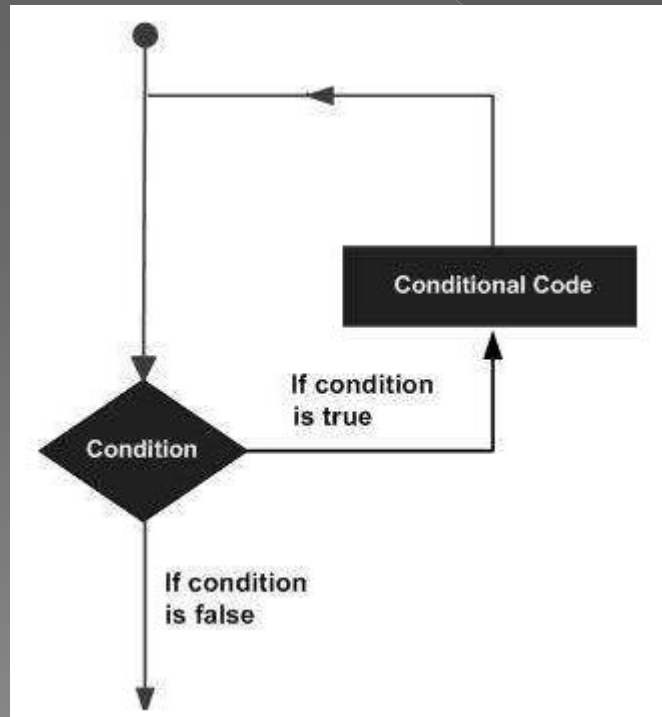 Conditional Code
If condition
is true
Condition
If condition
is false